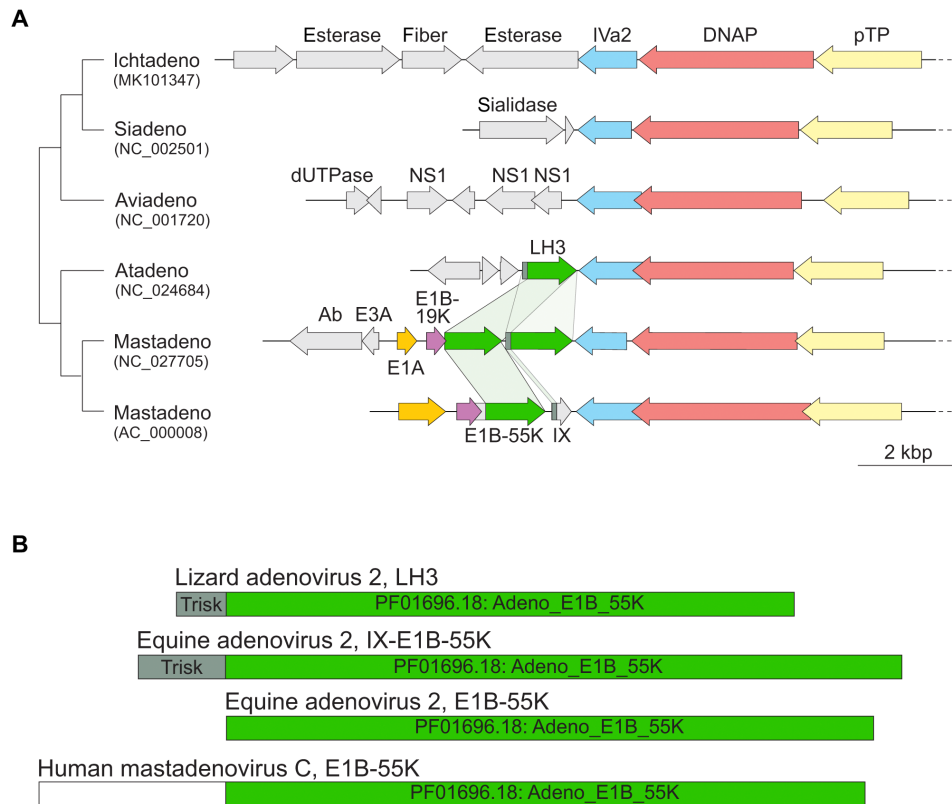 A
Esterase Fiber Esterase IVa2 DNAP pTP
Ichtadeno
(MK101347)
Sialidase
Siadeno
(NC_002501)
dUTPase NS1 NS1 NS1
Aviadeno
(NC_001720)
LH3
Atadeno
(NC_024684)
E1B-
19K
Ab E3A
Mastadeno
(NC_027705)
E1A
Mastadeno
(AC_000008)
E1B-55K IX
2 kbp
B
Lizard adenovirus 2, LH3
Trisk PF01696.18: Adeno_E1B_55K
Equine adenovirus 2, IX-E1B-55K
Trisk PF01696.18: Adeno_E1B_55K
Equine adenovirus 2, E1B-55K
PF01696.18: Adeno_E1B_55K
Human mastadenovirus C, E1B-55K
PF01696.18: Adeno_E1B_55K